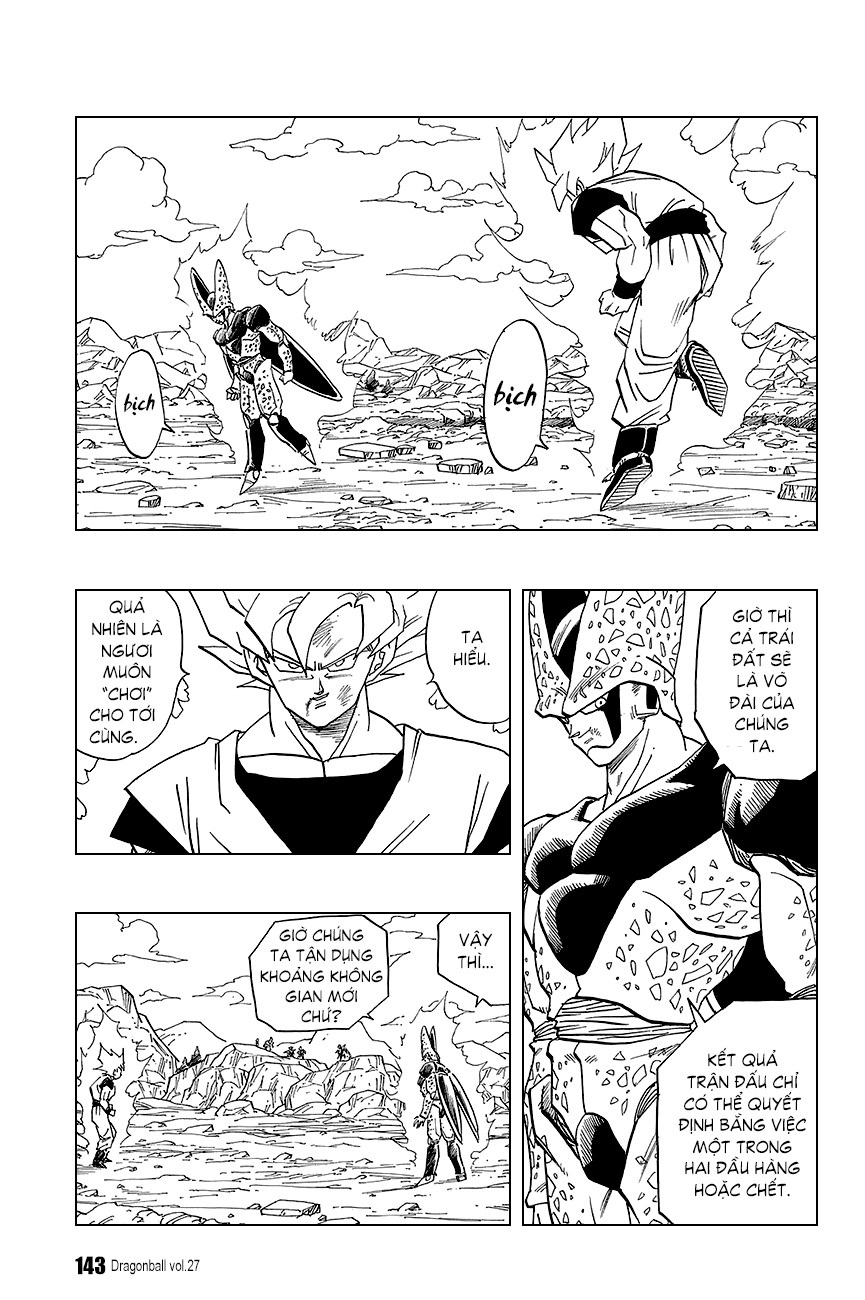 bịch
bịch
GIỜ THÌ
CẢ TRÁI
ĐẤT SẼ
LÀ VÕ
ĐÀI CỦA
CHÚNG
TA.
KẾT QUẢ
TRẬN ĐẤU CHỈ
CÓ THỂ QUYẾT
ĐỊNH BẰNG VIỆC
MỘT TRONG
HAI ĐẦU HÀNG
HOẶC CHẾT.
TA
HIỂU.
QUẢ
NHIÊN LÀ
NGƯƠI
MUỐN
“CHƠI”
CHO TỚI
CÙNG.
VẬY
THÌ...
GIỜ CHÚNG
TA TẬN DỤNG
KHOẢNG KHÔNG
GIAN MỚI
CHỨ?
143 Dragonball vol.27